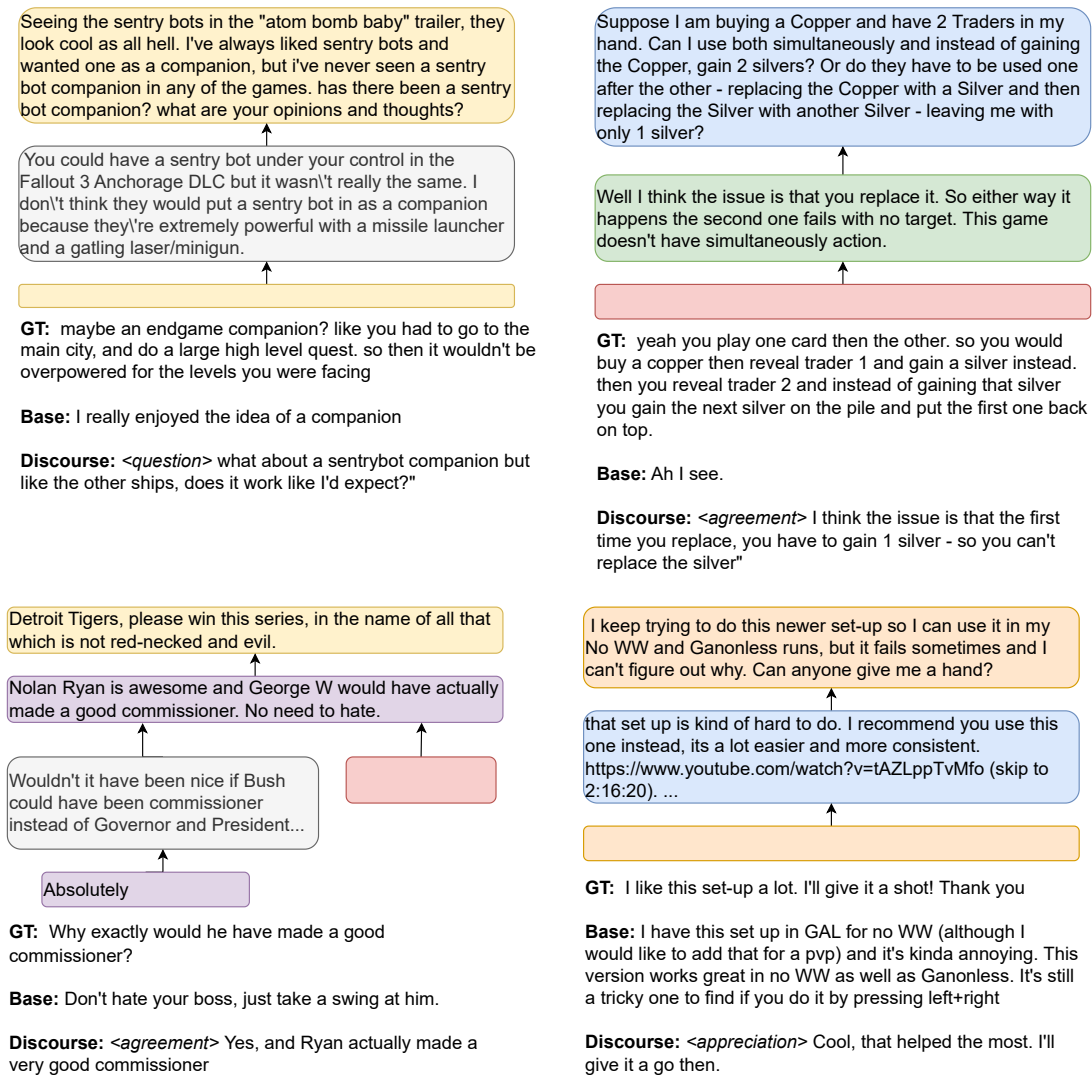 Seeing the sentry bots in the "atom bomb baby" trailer, they
look cool as all hell. I've always liked sentry bots and
wanted one as a companion, but i've never seen a sentry
bot companion in any of the games. has there been a sentry
bot companion? what are your opinions and thoughts?
You could have a sentry bot under your control in the
Fallout 3 Anchorage DLC but it wasn\'t really the same. I
don\'t think they would put a sentry bot in as a companion
because they\'re extremely powerful with a missile launcher
and a gatling laser/minigun.
GT: maybe an endgame companion? like you had to go to the
main city, and do a large high level quest. so then it wouldn't be
overpowered for the levels you were facing
Base: I really enjoyed the idea of a companion
Discourse: <question> what about a sentrybot companion but
like the other ships, does it work like I'd expect?"
Suppose I am buying a Copper and have 2 Traders in my
hand. Can I use both simultaneously and instead of gaining
the Copper, gain 2 silvers? Or do they have to be used one
after the other - replacing the Copper with a Silver and then
replacing the Silver with another Silver - leaving me with
only 1 silver?
Well I think the issue is that you replace it. So either way it
happens the second one fails with no target. This game
doesn't have simultaneously action.
GT: yeah you play one card then the other. so you would
buy a copper then reveal trader 1 and gain a silver instead.
then you reveal trader 2 and instead of gaining that silver
you gain the next silver on the pile and put the first one back
on top.
Base: Ah I see.
Discourse: <agreement> I think the issue is that the first
time you replace, you have to gain 1 silver - so you can't
replace the silver"
Detroit Tigers, please win this series, in the name of all that
which is not red-necked and evil.
Nolan Ryan is awesome and George W would have actually
made a good commissioner. No need to hate.
Wouldn't it have been nice if Bush
could have been commissioner
instead of Governor and President...
Absolutely
GT: Why exactly would he have made a good
commissioner?
Base: Don't hate your boss, just take a swing at him.
Discourse: <agreement> Yes, and Ryan actually made a
very good commissioner
I keep trying to do this newer set-up so I can use it in my
No WW and Ganonless runs, but it fails sometimes and I
can't figure out why. Can anyone give me a hand?
that set up is kind of hard to do. I recommend you use this
one instead, its a lot easier and more consistent.
https://www.youtube.com/watch?v=tAZLppTvMfo (skip to
2:16:20). ...
GT: I like this set-up a lot. I'll give it a shot! Thank you
Base: I have this set up in GAL for no WW (although I
would like to add that for a pvp) and it's kinda annoying. This
version works great in no WW as well as Ganonless. It's still
a tricky one to find if you do it by pressing left+right
Discourse: <appreciation> Cool, that helped the most. I'll
give it a go then.